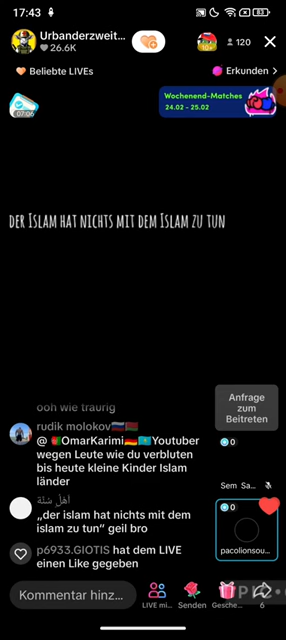 17:43
83
Urbanderzweit...
26.6K
10+
120
Beliebte LIVEs
Erkunden >
07:06
Wochenend-Matches
24.02 - 25.02
DER ISLAM HAT NICHTS MIT DEM ISLAM ZU TUN
ooh wie traurig
Anfrage
zum
Beitreten
rudik molokov
@ OmarKarimi Youtuber
wegen Leute wie du verbluten
bis heute kleine Kinder Islam
länder
0
Sem Sa...
„der islam hat nichts mit dem
islam zu tun“ geil bro
0
pacolionsou...
p6933.GIOTIS hat dem LIVE
einen Like gegeben
Kommentar hinz...
LIVE mi...
Senden
Gesche...
6